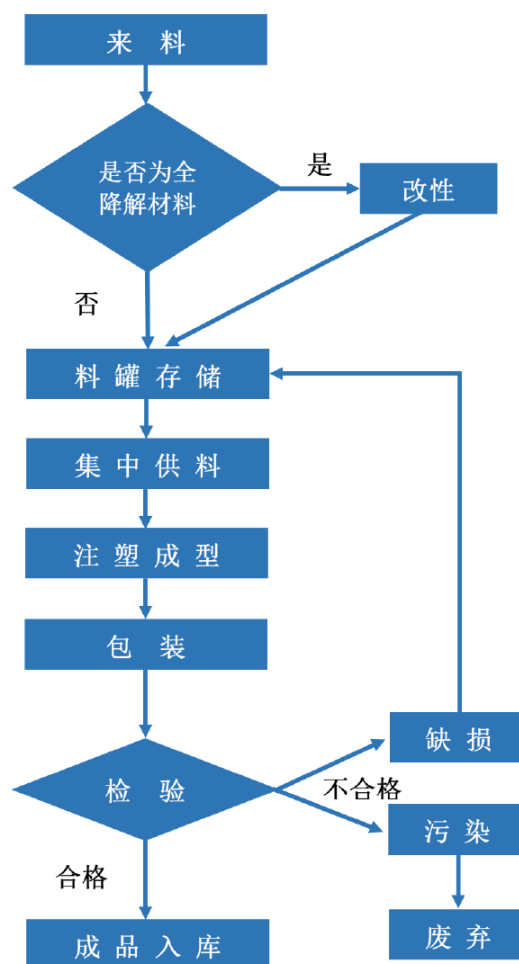 来 料
是否为全
降解材料
是
改性
否
料 罐 存 储
集 中 供 料
注 塑 成 型
包 装
缺 损
检 验
不合格
污 染
合格
成 品 入 库
废 弃